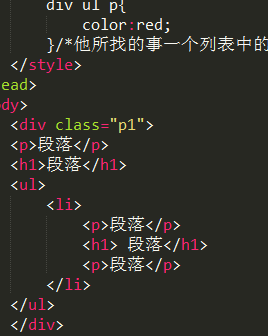 div ul p{
color:red;
}/*他所找的事一个列表中的
</style>
ead>
ody>
<div class="p1">
<p>段落</p>
<h1>段落</h1>
<ul>
<li>
<p>段落</p>
<h1> 段落</h1>
<p>段落</p>
</li>
</ul>
</div>